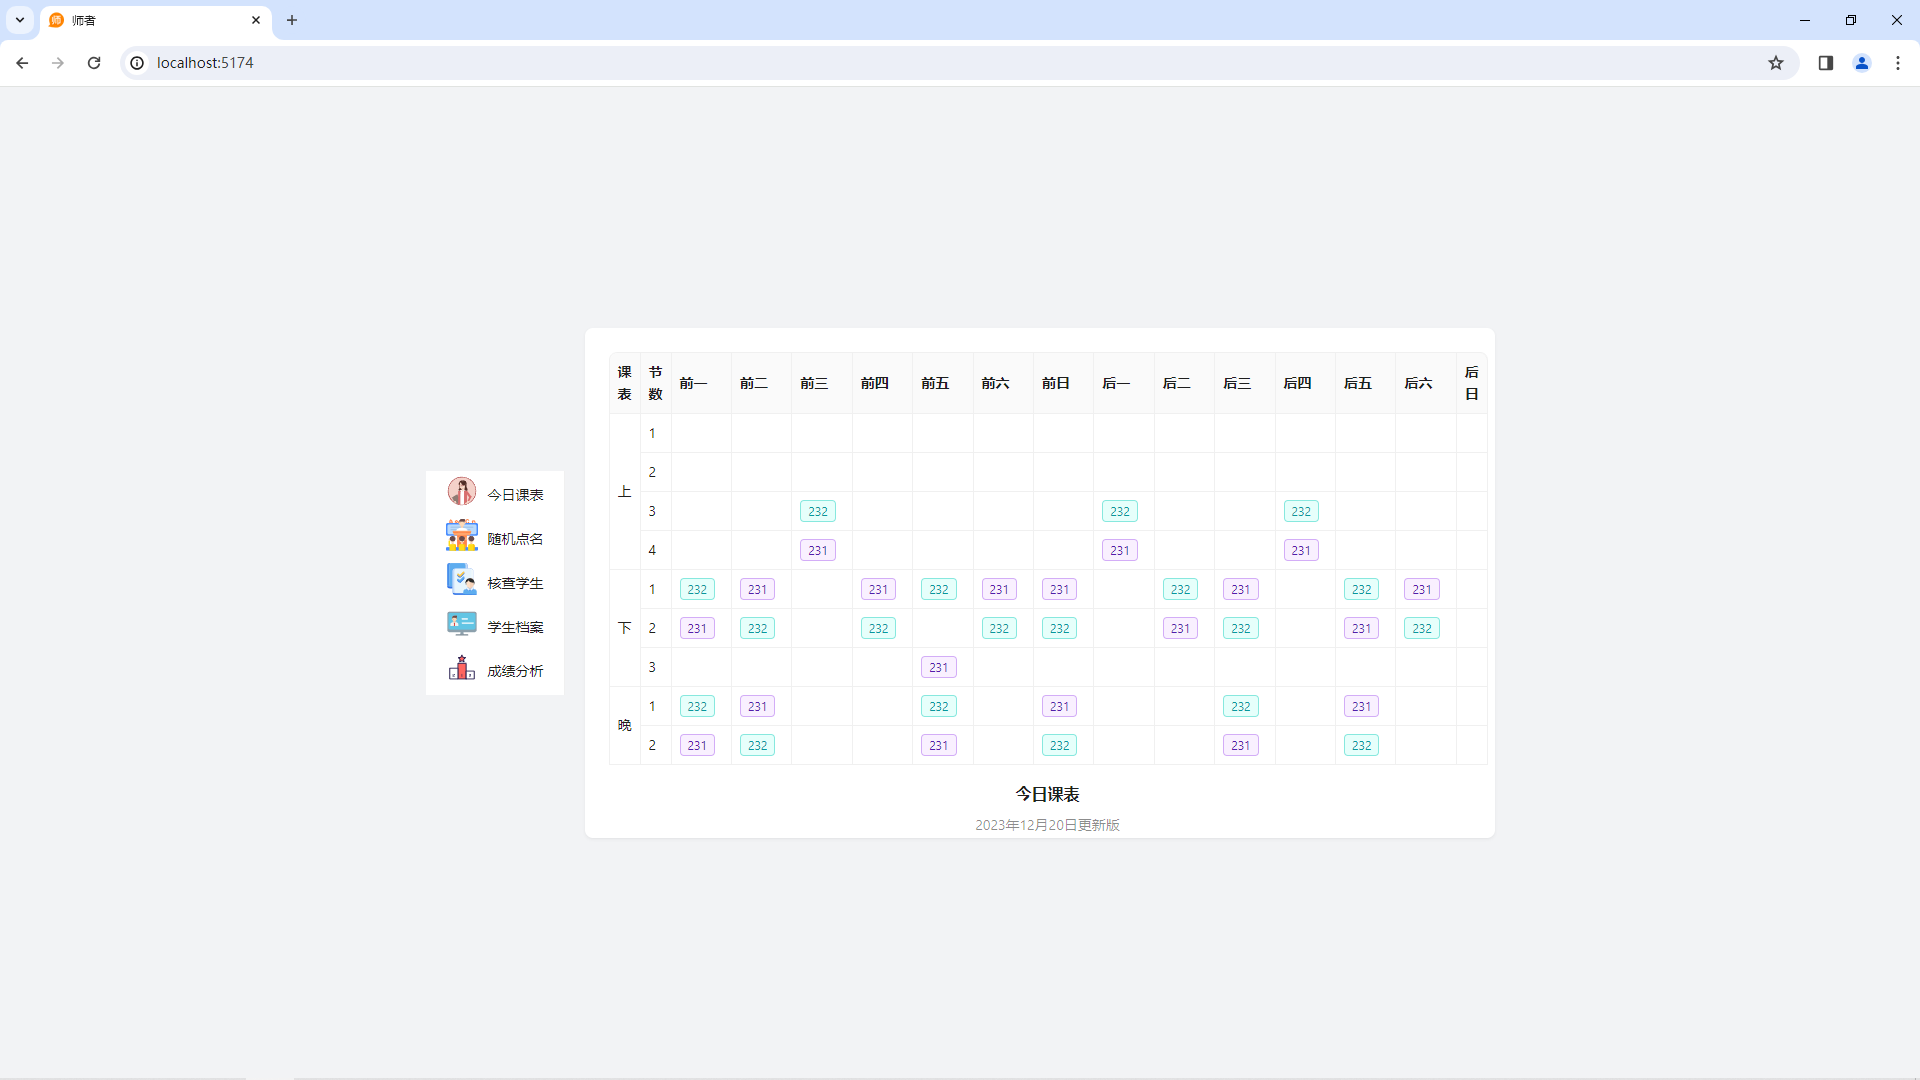 师者
localhost:5174
今日课表
随机点名
核查学生
学生档案
成绩分析
课表 节数 前一 前二 前三 前四 前五 前六 前日 后一 后二 后三 后四 后五 后六 后日
上
1
2
3 232 232 232
4 231 231 231
下
1 232 231 231 232 231 231 232 231 232 231
2 231 232 232 232 232 231 232 231 232
3 231
晚
1 232 231 232 231 232 231
2 231 232 231 232 231 232
今日课表
2023年12月20日更新版